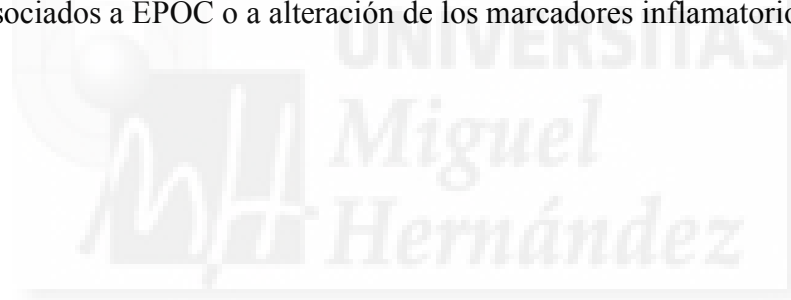 sociados a EPOC o a alteración de los marcadores inflamatorio
UNIVERSITAS
Miguel
Hernández